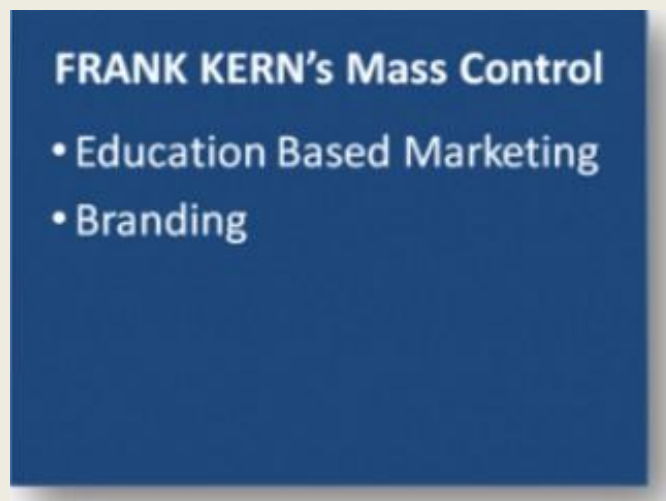 FRANK KERN’s Mass Control
• Education Based Marketing
• Branding